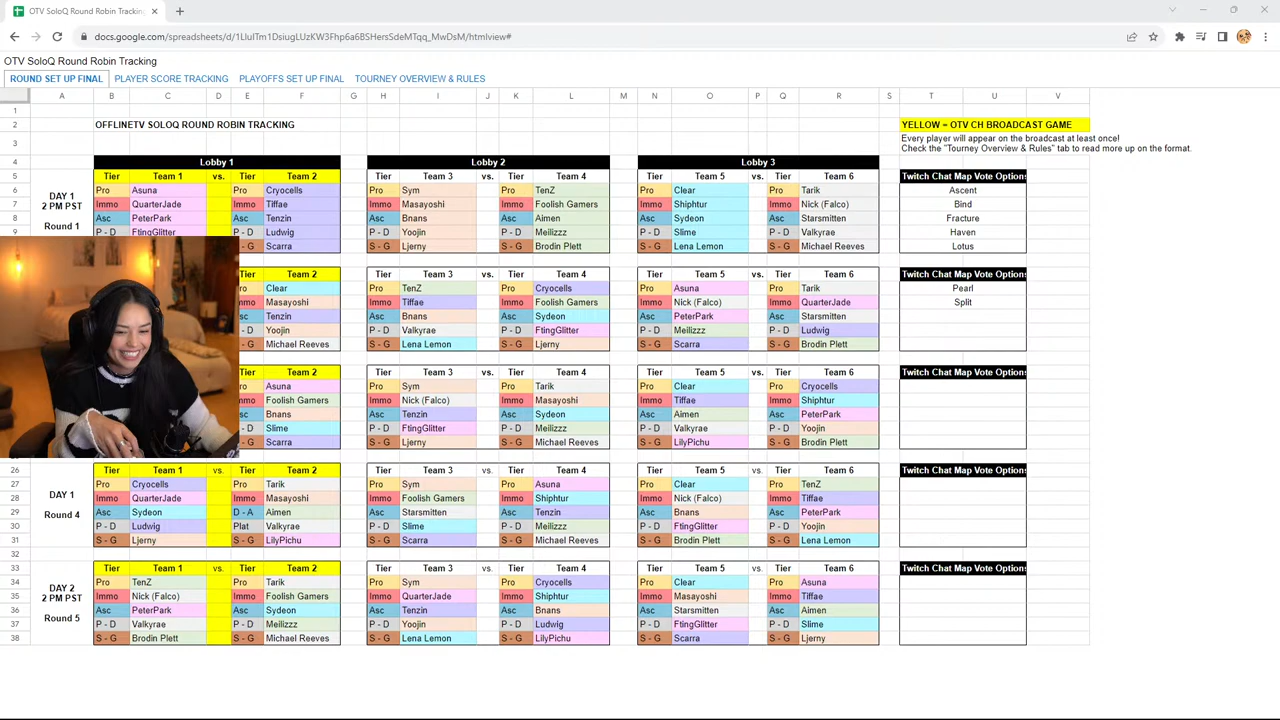 OTV SoloQ Round Robin Tracking
docs.google.com/spreadsheets/d/1LIuITm1DsiugLUzKW3Fhp6a6BSHersSdeMTqq_MwDsM/htmlview#
OTV SoloQ Round Robin Tracking
ROUND SET UP FINAL PLAYER SCORE TRACKING PLAYOFFS SET UP FINAL TOURNEY OVERVIEW & RULES
A B C D E F G H I J K L M N O P Q R S T U V
1
2 OFFLINETV SOLOQ ROUND ROBIN TRACKING YELLOW = OTV CH BROADCAST GAME
Every player will appear on the broadcast at least once!
3 Check the "Tourney Overview & Rules" tab to read more up on the format.
4 Lobby 1 Lobby 2 Lobby 3
5 Tier Team 1 vs. Tier Team 2 Tier Team 3 vs. Tier Team 4 Tier Team 5 vs. Tier Team 6 Twitch Chat Map Vote Options
6 DAY 1 Pro Asuna Pro Cryocells Pro Sym Pro TenZ Pro Clear Pro Tarik Ascent
7 2 PM PST Immo QuarterJade Immo Tiffae Immo Masayoshi Immo Foolish Gamers Immo Shiphtur Immo Nick (Falco) Bind
8 Asc PeterPark Asc Tenzin Asc Bnans Asc Aimen Asc Sydeon Asc Starsmitten Fracture
9 Round 1 P - D FtingGlitter P - D Ludwig P - D Yoojin P - D Slime P - D Valkyrae Haven
S - G Scarra S - G Ljerny S - G Brodin Plett S - G Lena Lemon S - G Michael Reeves Lotus
Team 2 Tier Team 3 vs. Tier Team 4 Tier Team 5 vs. Tier Team 6 Twitch Chat Map Vote Options
Clear Pro TenZ Pro Cryocells Pro Asuna Pro Tarik Pearl
Masayoshi Immo Tiffae Immo Foolish Gamers Immo Nick (Falco) Immo QuarterJade Split
Tenzin Asc Bnans Asc Sydeon Asc PeterPark Asc Starsmitten
Yoojin P - D Valkyrae P - D FtingGlitter P - D Meilizzz P - D Ludwig
Michael Reeves S - G Lena Lemon S - G Ljerny S - G Scarra S - G Brodin Plett
Team 2 Tier Team 3 vs. Tier Team 4 Tier Team 5 vs. Tier Team 6 Twitch Chat Map Vote Options
Asuna Pro Sym Pro Tarik Pro Clear Pro Cryocells
Foolish Gamers Immo Nick (Falco) Immo Masayoshi Immo Tiffae Immo Shiphtur
Bnans Asc Tenzin Asc Sydeon Asc Aimen Asc PeterPark
Slime P - D FtingGlitter P - D Meilizzz P - D Valkyrae P - D Yoojin
Scarra S - G Ljerny S - G Michael Reeves S - G LilyPichu S - G Brodin Plett
26 Tier Team 1 vs. Tier Team 2 Tier Team 3 vs. Tier Team 4 Tier Team 5 vs. Tier Team 6 Twitch Chat Map Vote Options
27 DAY 1 Pro Cryocells Pro Tarik Pro Sym Pro Asuna Pro Clear Pro TenZ
28 Immo QuarterJade Immo Masayoshi Immo Foolish Gamers Immo Shiphtur Immo Nick (Falco) Immo Tiffae
29 Round 4 Asc Sydeon D - A Aimen Asc Starsmitten Asc Tenzin Asc Bnans Asc PeterPark
30 P - D Ludwig Plat Valkyrae P - D Slime P - D Meilizzz P - D FtingGlitter P - D Yoojin
31 S - G Ljerny S - G LilyPichu S - G Scarra S - G Michael Reeves S - G Brodin Plett S - G Lena Lemon
32
33 Tier Team 1 vs. Tier Team 2 Tier Team 3 vs. Tier Team 4 Tier Team 5 vs. Tier Team 6 Twitch Chat Map Vote Options
34 DAY 2 Pro TenZ Pro Tarik Pro Sym Pro Cryocells Pro Clear Pro Asuna
35 2 PM PST Immo Nick (Falco) Immo Foolish Gamers Immo QuarterJade Immo Shiphtur Immo Masayoshi Immo Tiffae
36 Asc PeterPark Asc Sydeon Asc Tenzin Asc Bnans Asc Starsmitten Asc Aimen
37 Round 5 P - D Valkyrae P - D Meilizzz P - D Yoojin P - D Ludwig P - D FtingGlitter P - D Slime
38 S - G Brodin Plett S - G Michael Reeves S - G Lena Lemon S - G LilyPichu S - G Scarra S - G Ljerny